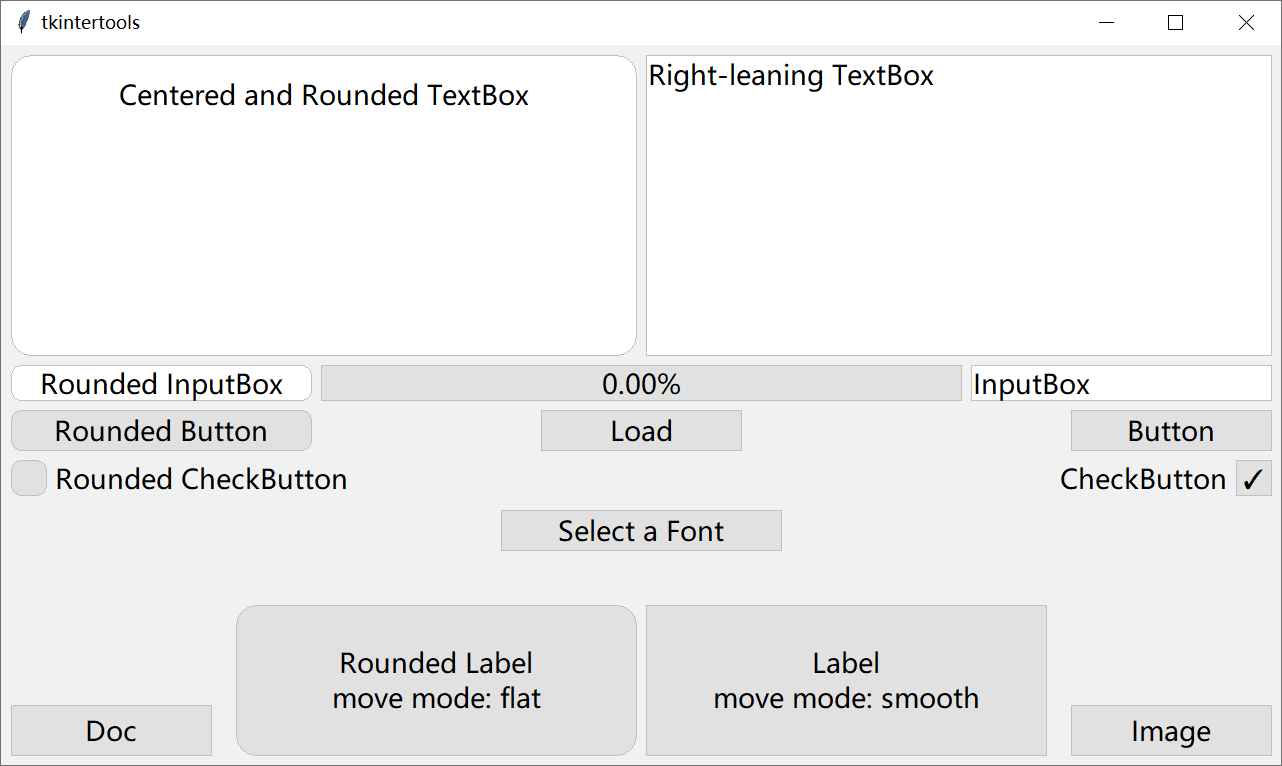 tkintertools
Centered and Rounded TextBox
Right-leaning TextBox
Rounded InputBox
0.00%
InputBox
Rounded Button
Load
Button
Rounded CheckButton
CheckButton ✓
Select a Font
Rounded Label
move mode: flat
Label
move mode: smooth
Doc
Image